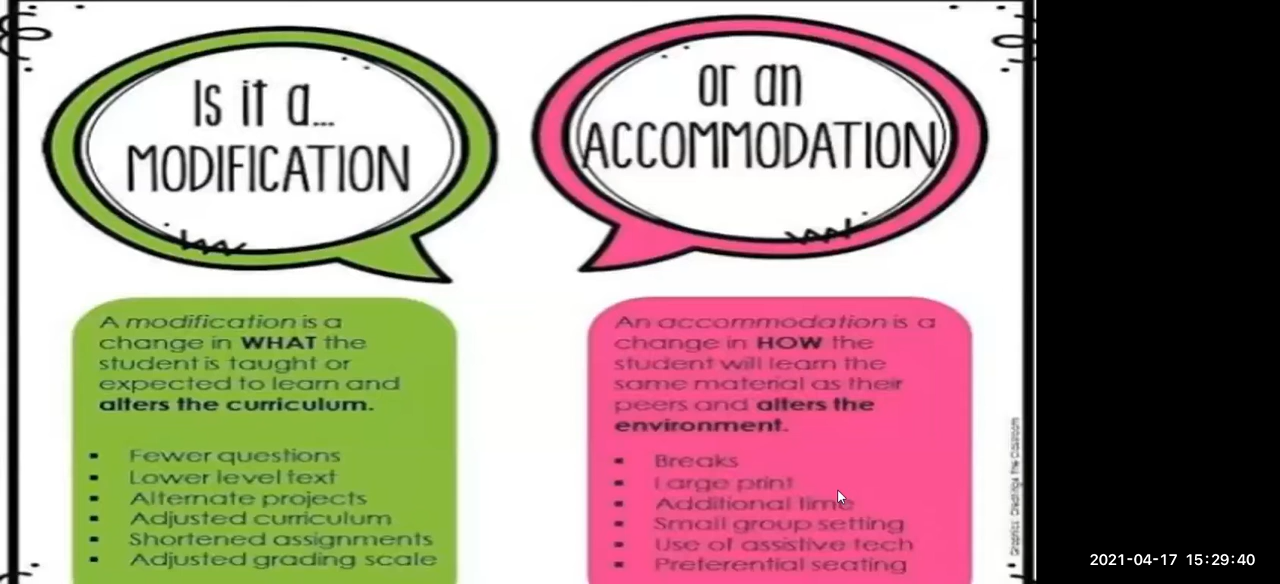 Is it a...
MODIFICATION
or an
ACCOMMODATION
A modification is a
change in WHAT the
student is taught or
expected to learn and
alters the curriculum.
▪ Fewer questions
▪ Lower level text
▪ Alternate projects
▪ Adjusted curriculum
▪ Shortened assignments
▪ Adjusted grading scale
An accommodation is a
change in HOW the
student will learn the
same material as their
peers and alters the
environment.
▪ Breaks
▪ Large print
▪ Additional time
▪ Small group setting
▪ Use of assistive tech
▪ Preferential seating
Graphics: Creatings the Classroom
2021-04-17 15:29:40